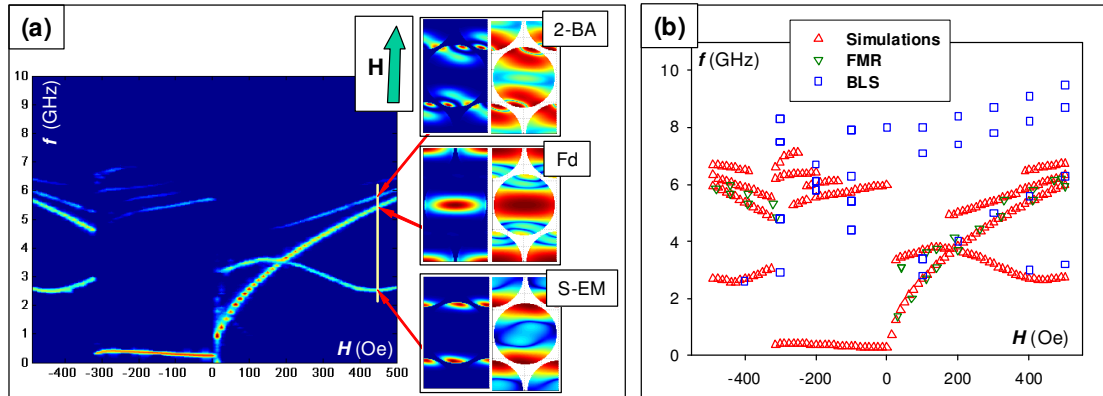 (a)
H
2-BA
Fd
S-EM
f (GHz)
10
9
8
7
6
5
4
3
2
1
0
-400 -300 -200 -100 0 100 200 300 400 500
H (Oe)
(b)
Simulations
FMR
BLS
f (GHz)
10
8
6
4
2
0
-400 -200 0 200 400
H (Oe)